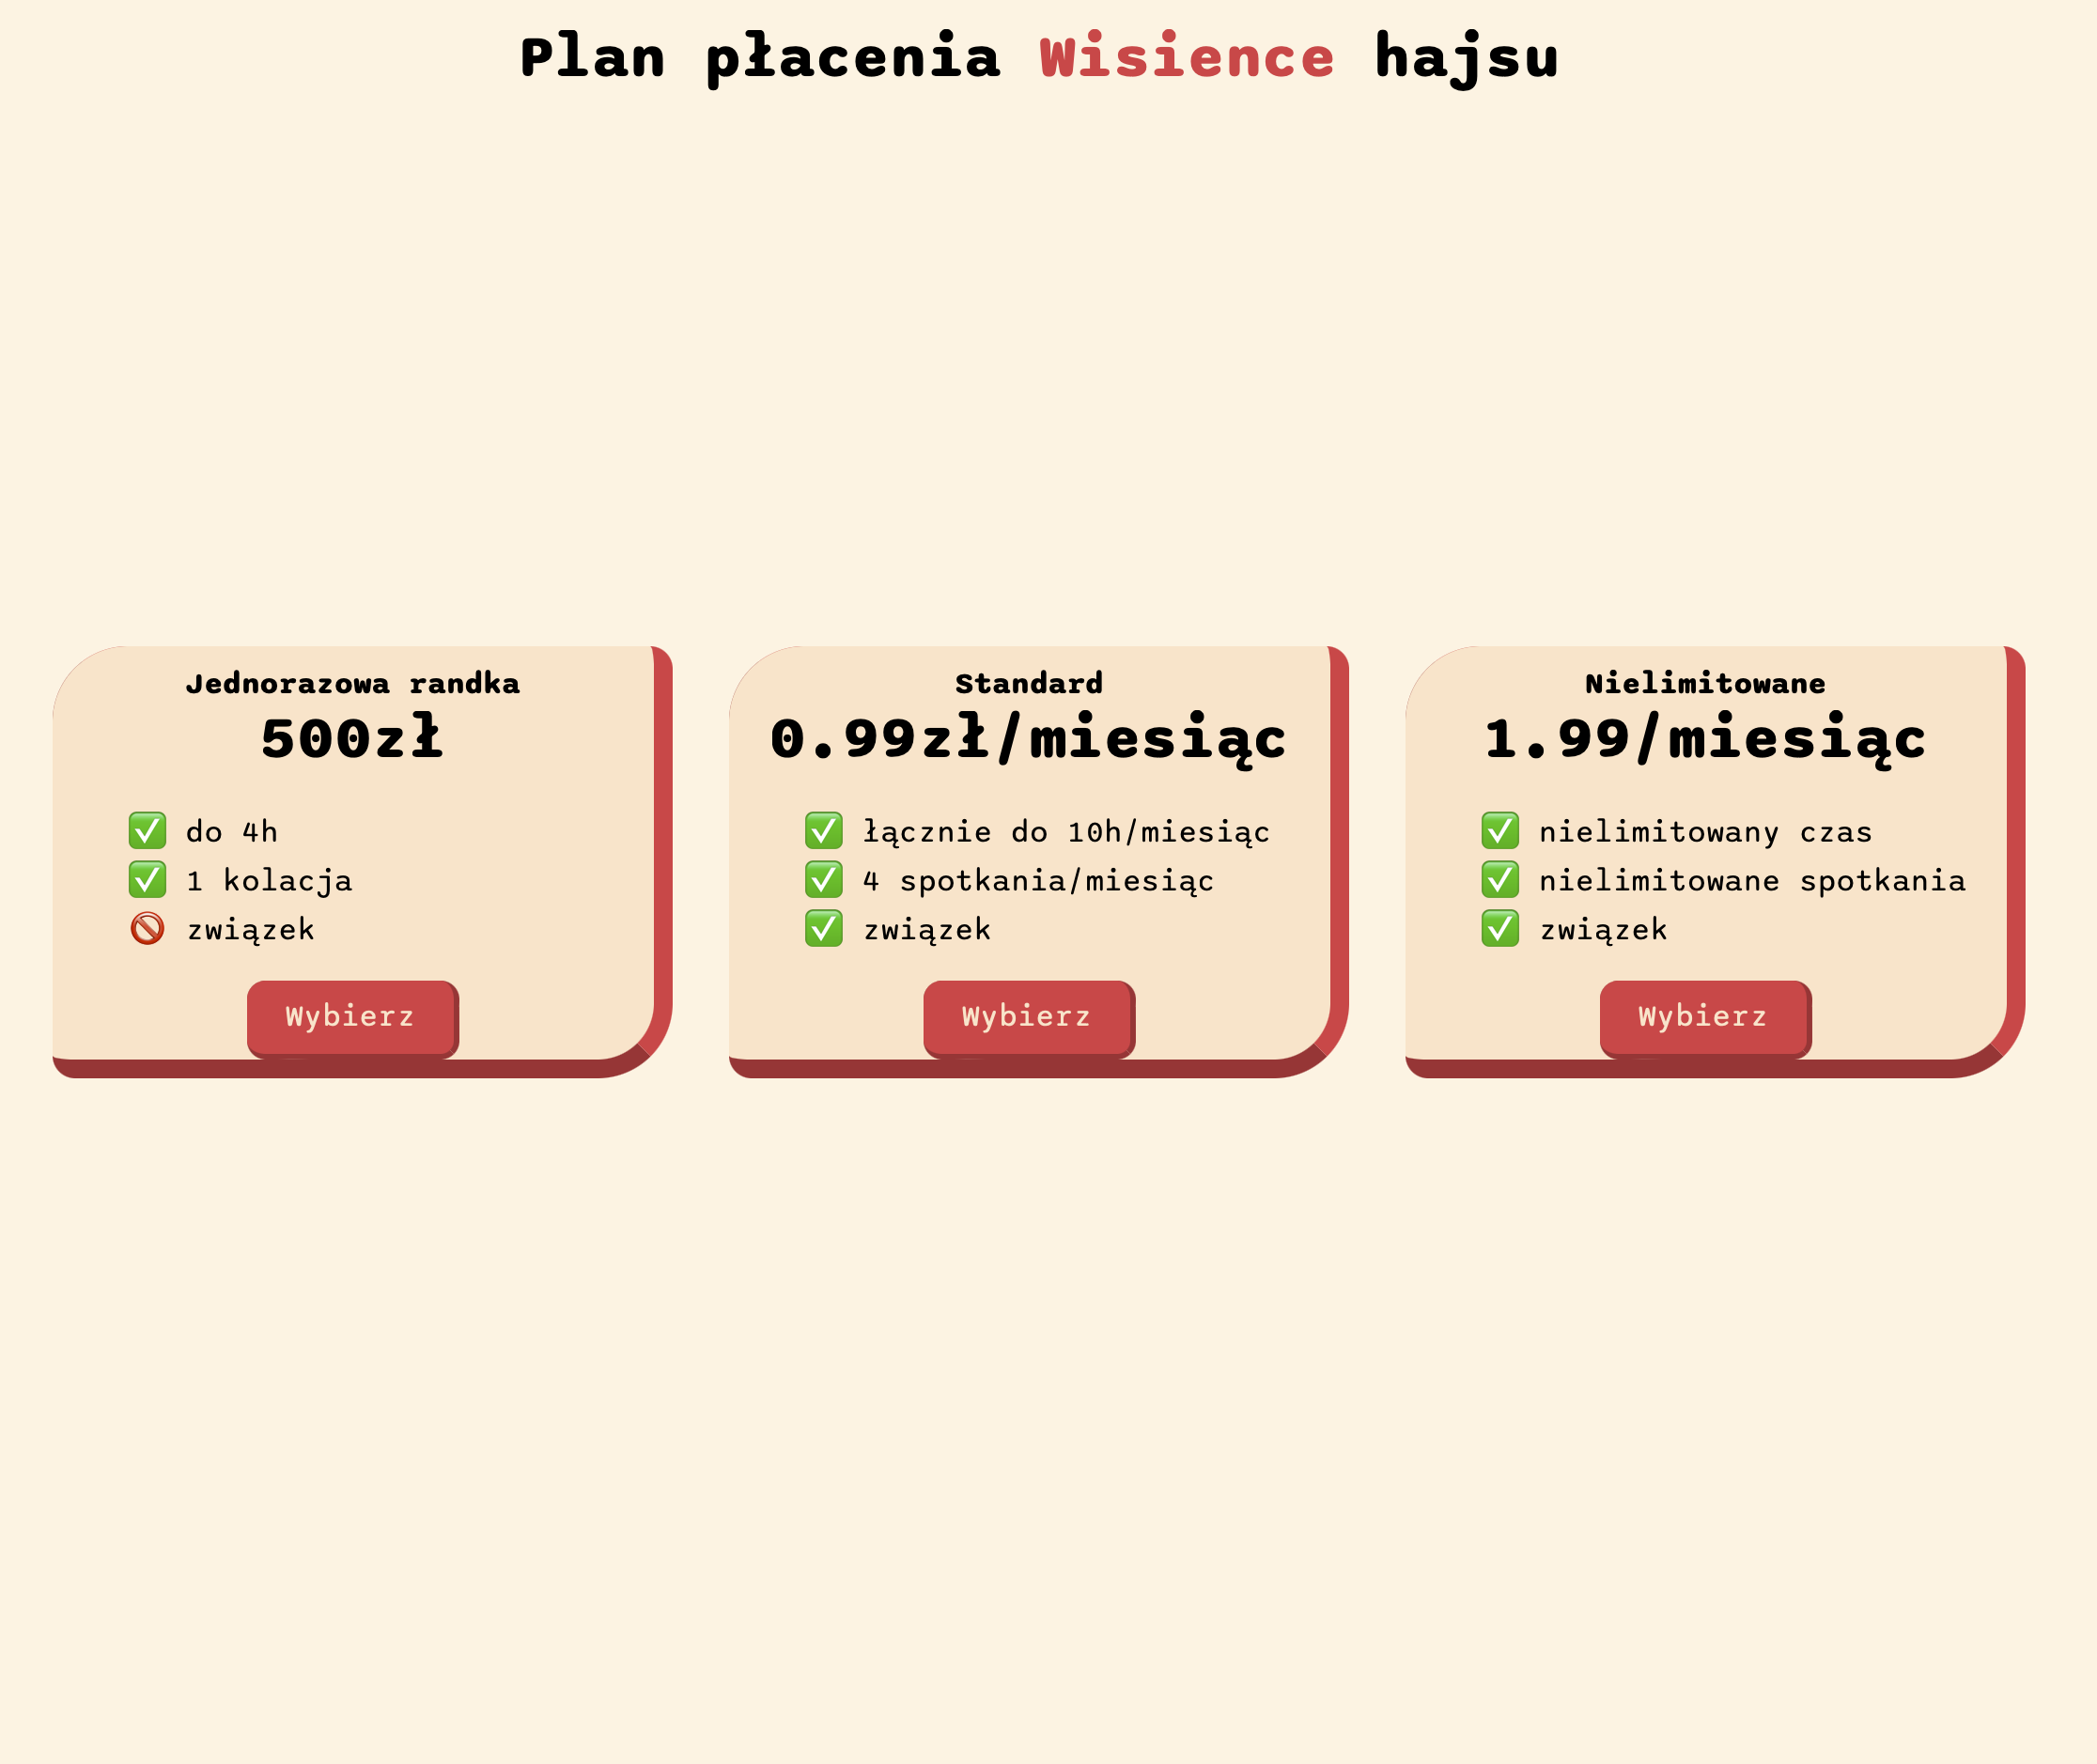 Plan płacenia Wisience hajsu
Jednorazowa randka
500zł
✅ do 4h
✅ 1 kolacja
🚫 związek
Wybierz
Standard
0.99zł/miesiąc
✅ łącznie do 10h/miesiąc
✅ 4 spotkania/miesiąc
✅ związek
Wybierz
Nielimitowane
1.99/miesiąc
✅ nielimitowany czas
✅ nielimitowane spotkania
✅ związek
Wybierz